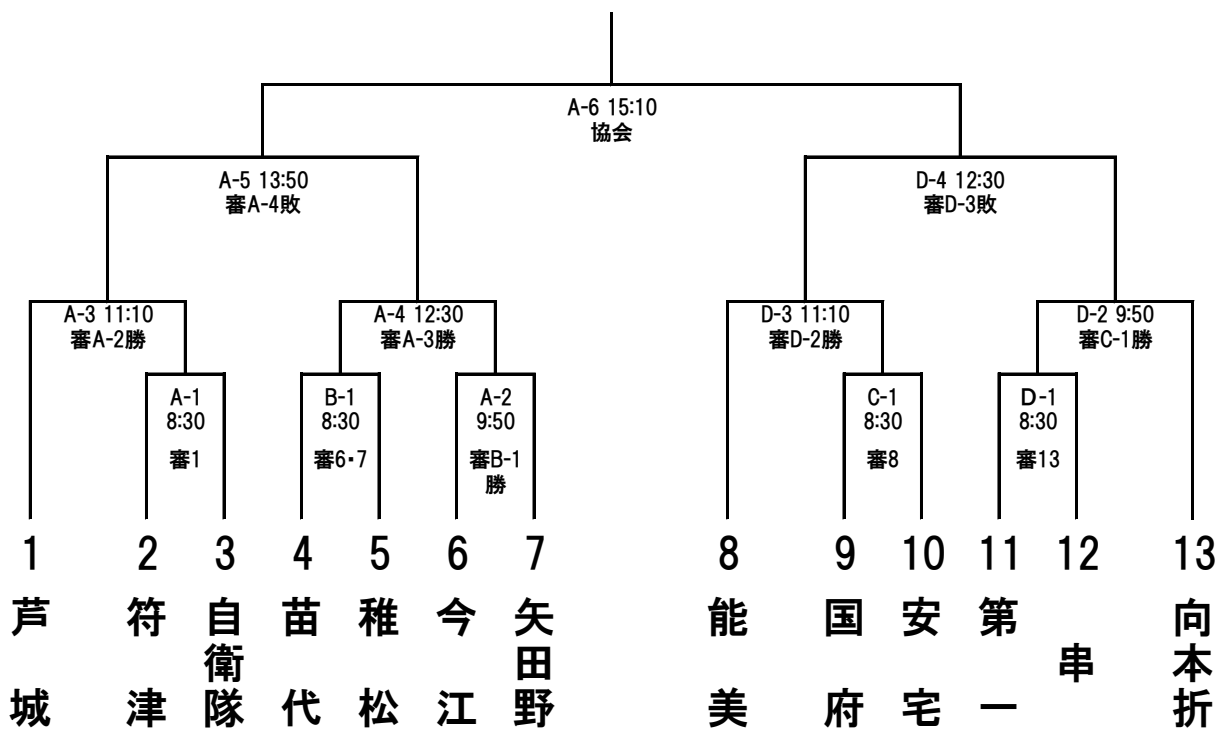 A-6 15:10
協会
A-5 13:50
審A-4敗
D-4 12:30
審D-3敗
A-3 11:10
審A-2勝
A-4 12:30
審A-3勝
D-3 11:10
審D-2勝
D-2 9:50
審C-1勝
A-1
8:30
審1
B-1
8:30
審6・7
A-2
9:50
審B-1
勝
C-1
8:30
審8
D-1
8:30
審13
1
芦城
2
符津
3
自衛隊
4
苗代
5
稚松
6
今江
7
矢田野
8
能美
9
国府
10
安宅
11
第一
12
串
13
向本折